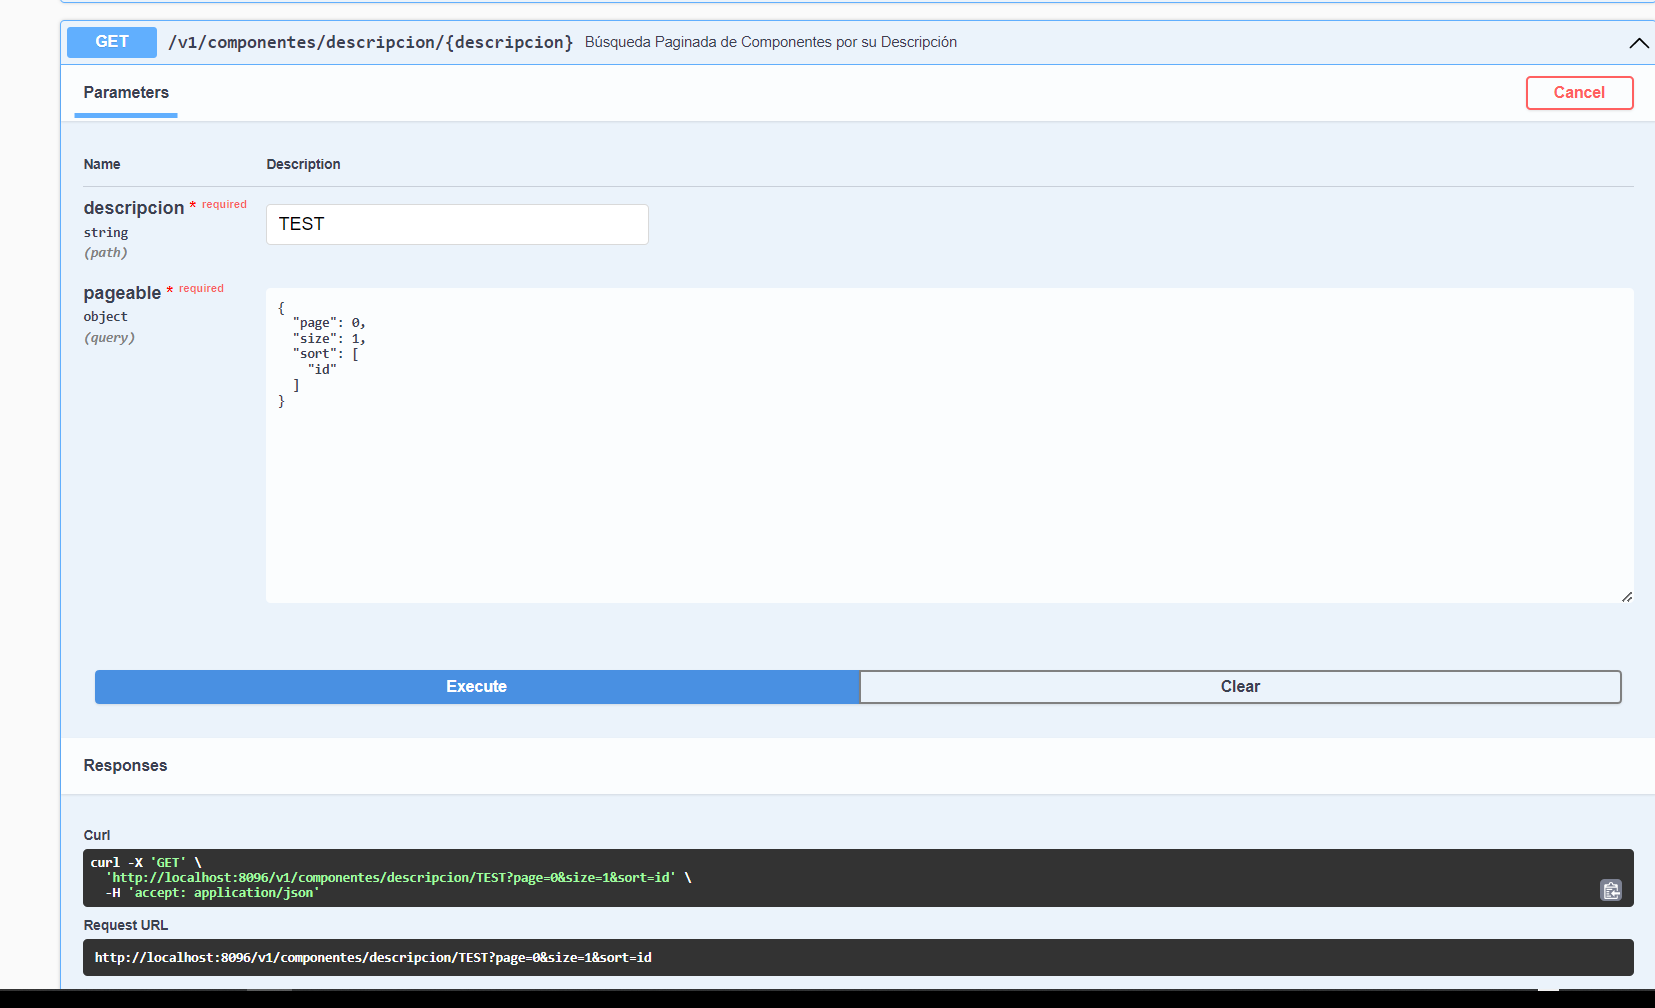 GET /v1/componentes/descripcion/{descripcion} Búsqueda Paginada de Componentes por su Descripción
Parameters Cancel
Name Description
descripcion * required
string
(path)
TEST
pageable * required
object
(query)
{
  "page": 0,
  "size": 1,
  "sort": [
    "id"
  ]
}
Execute Clear
Responses
Curl
curl -X 'GET' \
  'http://localhost:8096/v1/componentes/descripcion/TEST?page=0&size=1&sort=id' \
  -H 'accept: application/json'
Request URL
http://localhost:8096/v1/componentes/descripcion/TEST?page=0&size=1&sort=id